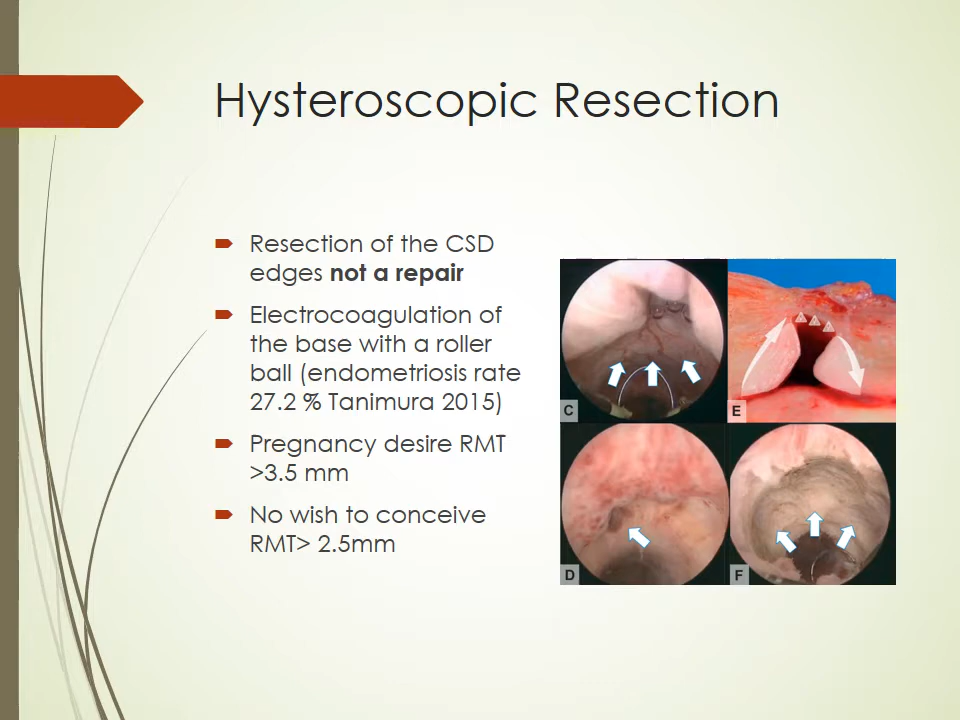 Hysteroscopic Resection
Resection of the CSD
edges not a repair
Electrocoagulation of
the base with a roller
ball (endometriosis rate
27.2 % Tanimura 2015)
Pregnancy desire RMT
>3.5 mm
No wish to conceive
RMT> 2.5mm
C
E
D
F